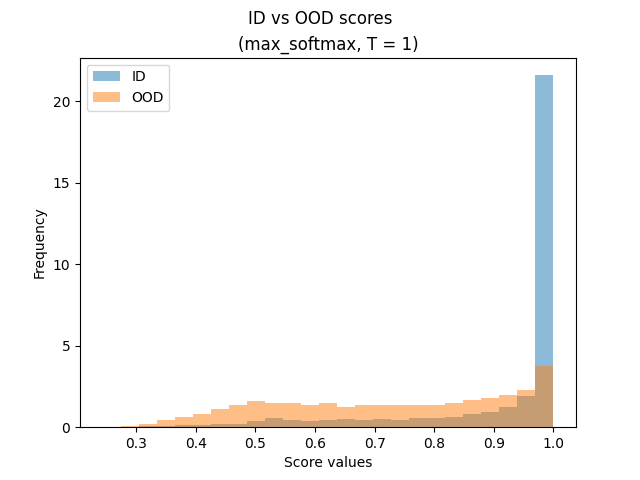 ID vs OOD scores
(max_softmax, T = 1)
ID
OOD
Frequency
20
15
10
5
0
0.3 0.4 0.5 0.6 0.7 0.8 0.9 1.0
Score values